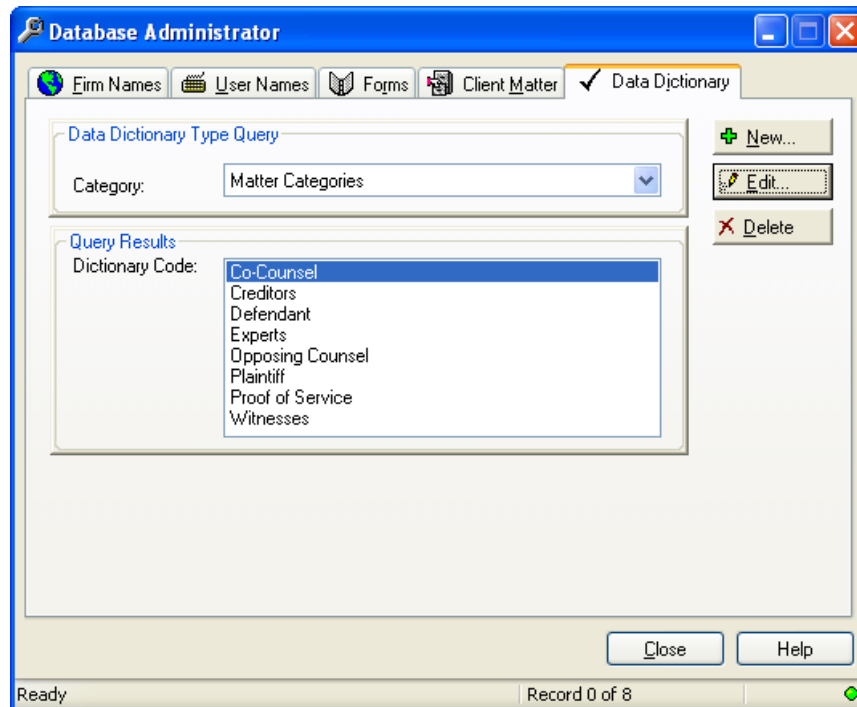 Database Administrator
Firm Names User Names Forms Client Matter Data Dictionary
Data Dictionary Type Query
Category: Matter Categories
New...
Edit...
Delete
Query Results
Dictionary Code:
Co-Counsel
Creditors
Defendant
Experts
Opposing Counsel
Plaintiff
Proof of Service
Witnesses
Close Help
Ready Record 0 of 8